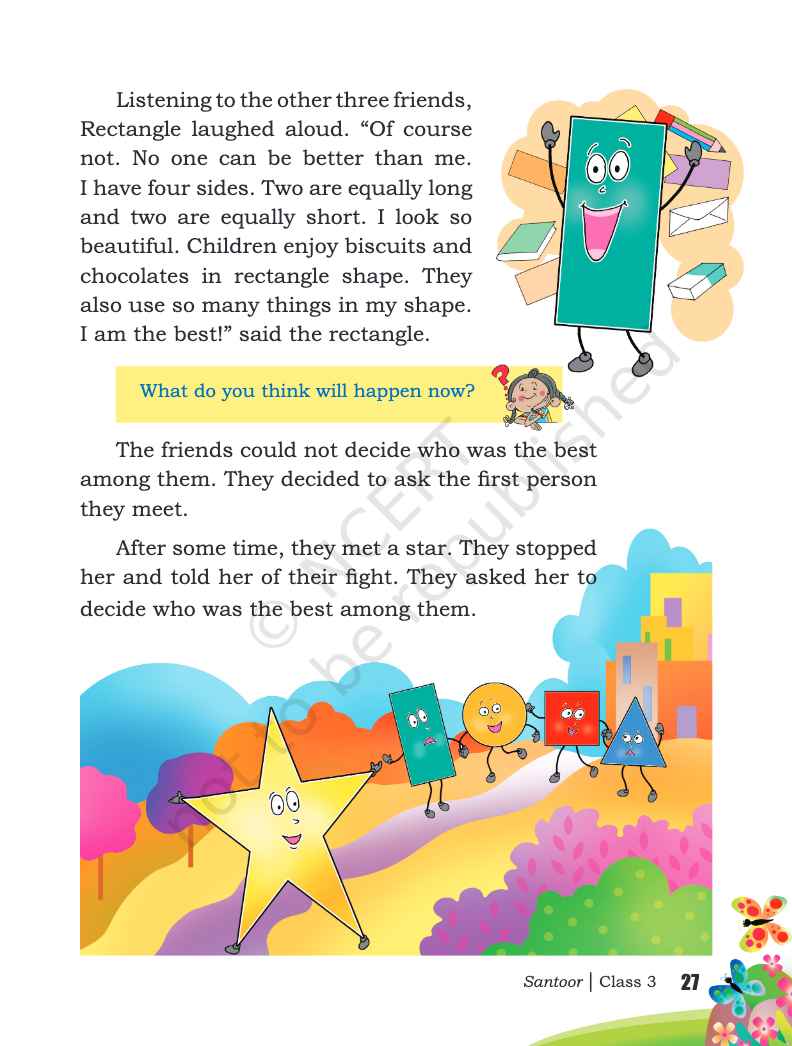 Listening to the other three friends,
Rectangle laughed aloud. “Of course
not. No one can be better than me.
I have four sides. Two are equally long
and two are equally short. I look so
beautiful. Children enjoy biscuits and
chocolates in rectangle shape. They
also use so many things in my shape.
I am the best!” said the rectangle.
What do you think will happen now?
?
The friends could not decide who was the best
among them. They decided to ask the first person
they meet.
After some time, they met a star. They stopped
her and told her of their fight. They asked her to
decide who was the best among them.
© NCERT
not to be republished
Santoor | Class 3 27